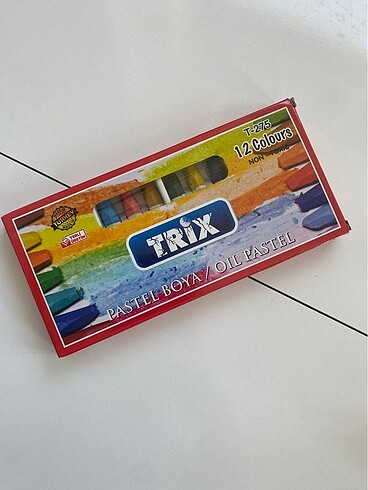 T-275
12 Colours
NON - TOXIC
TRiX
PASTEL BOYA / OIL PASTEL